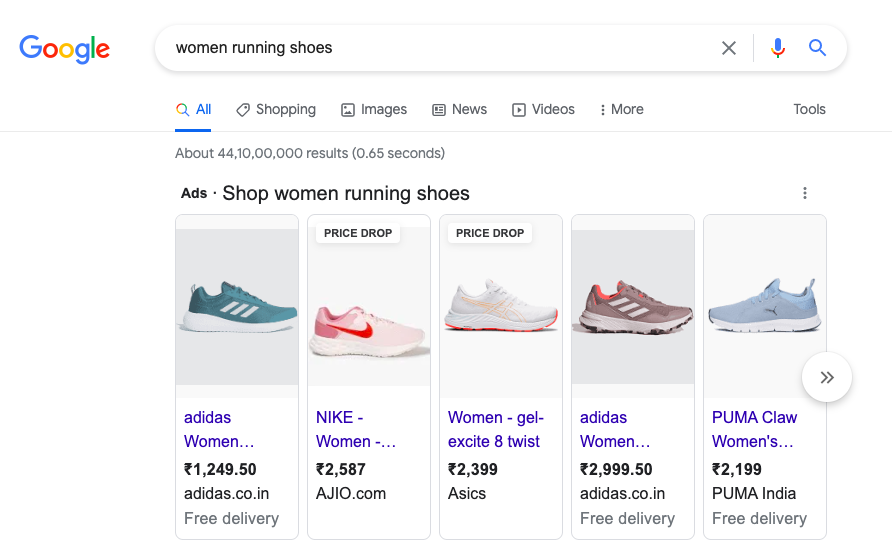 Google
women running shoes
All Shopping Images News Videos More Tools
About 44,10,00,000 results (0.65 seconds)
Ads · Shop women running shoes
adidas
Women…
₹1,249.50
adidas.co.in
Free delivery
PRICE DROP
NIKE -
Women -…
₹2,587
AJIO.com
PRICE DROP
Women - gel-
excite 8 twist
₹2,399
Asics
adidas
Women…
₹2,999.50
adidas.co.in
Free delivery
PUMA Claw
Women's…
₹2,199
PUMA India
Free delivery